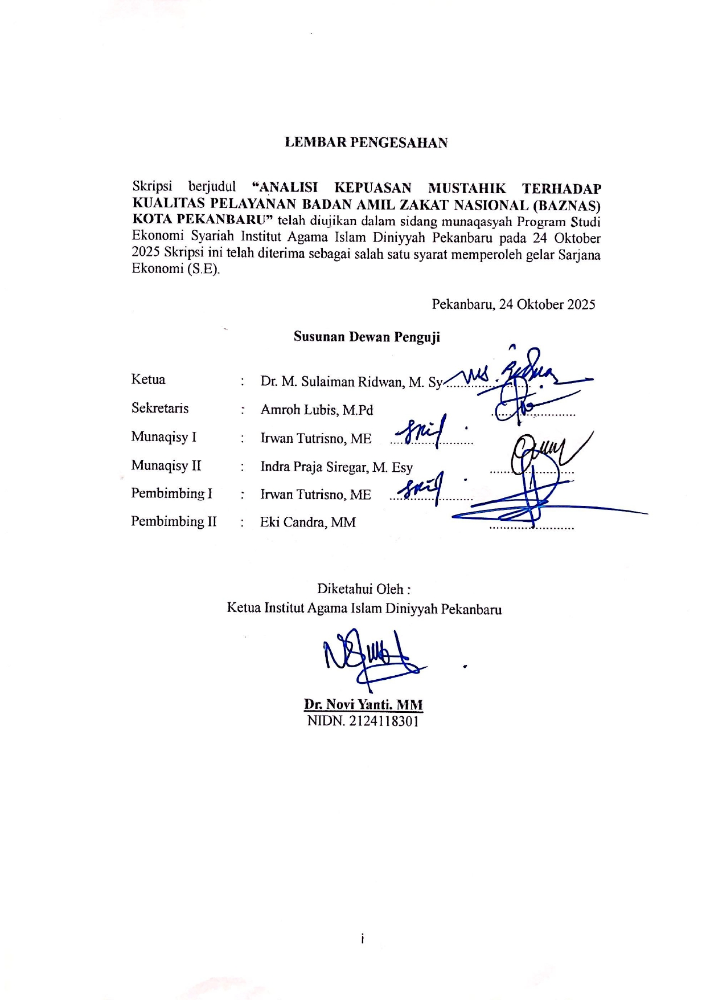 LEMBAR PENGESAHAN
Skripsi berjudul “ANALISI KEPUASAN MUSTAHIK TERHADAP
KUALITAS PELAYANAN BADAN AMIL ZAKAT NASIONAL (BAZNAS)
KOTA PEKANBARU” telah diujikan dalam sidang munaqasyah Program Studi
Ekonomi Syariah Institut Agama Islam Diniyyah Pekanbaru pada 24 Oktober
2025 Skripsi ini telah diterima sebagai salah satu syarat memperoleh gelar Sarjana
Ekonomi (S.E).
Pekanbaru, 24 Oktober 2025
Susunan Dewan Penguji
Ketua : Dr. M. Sulaiman Ridwan, M. Sy
Sekretaris : Amroh Lubis, M.Pd
Munaqisy I : Irwan Tutrisno, ME
Munaqisy II : Indra Praja Siregar, M. Esy
Pembimbing I : Irwan Tutrisno, ME
Pembimbing II : Eki Candra, MM
Diketahui Oleh :
Ketua Institut Agama Islam Diniyyah Pekanbaru
Dr. Novi Yanti. MM
NIDN. 2124118301
i